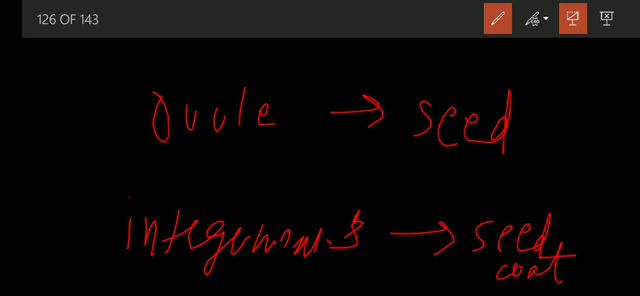 126 OF 143
Ovule → seed
integuments → seed
coat